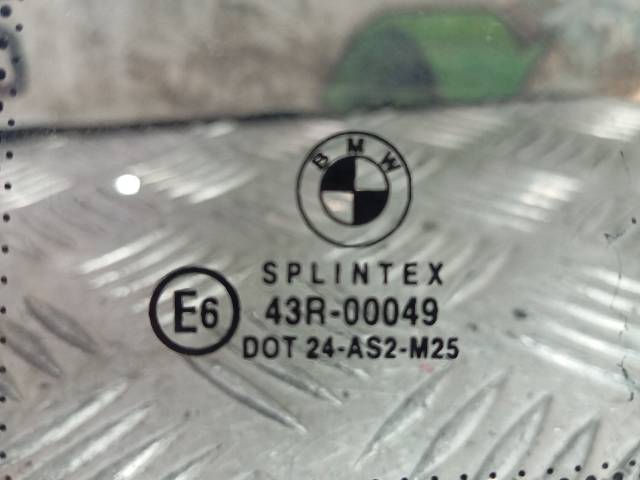 BMW
SPLINTEX
E6
43R-00049
DOT 24-AS2-M25